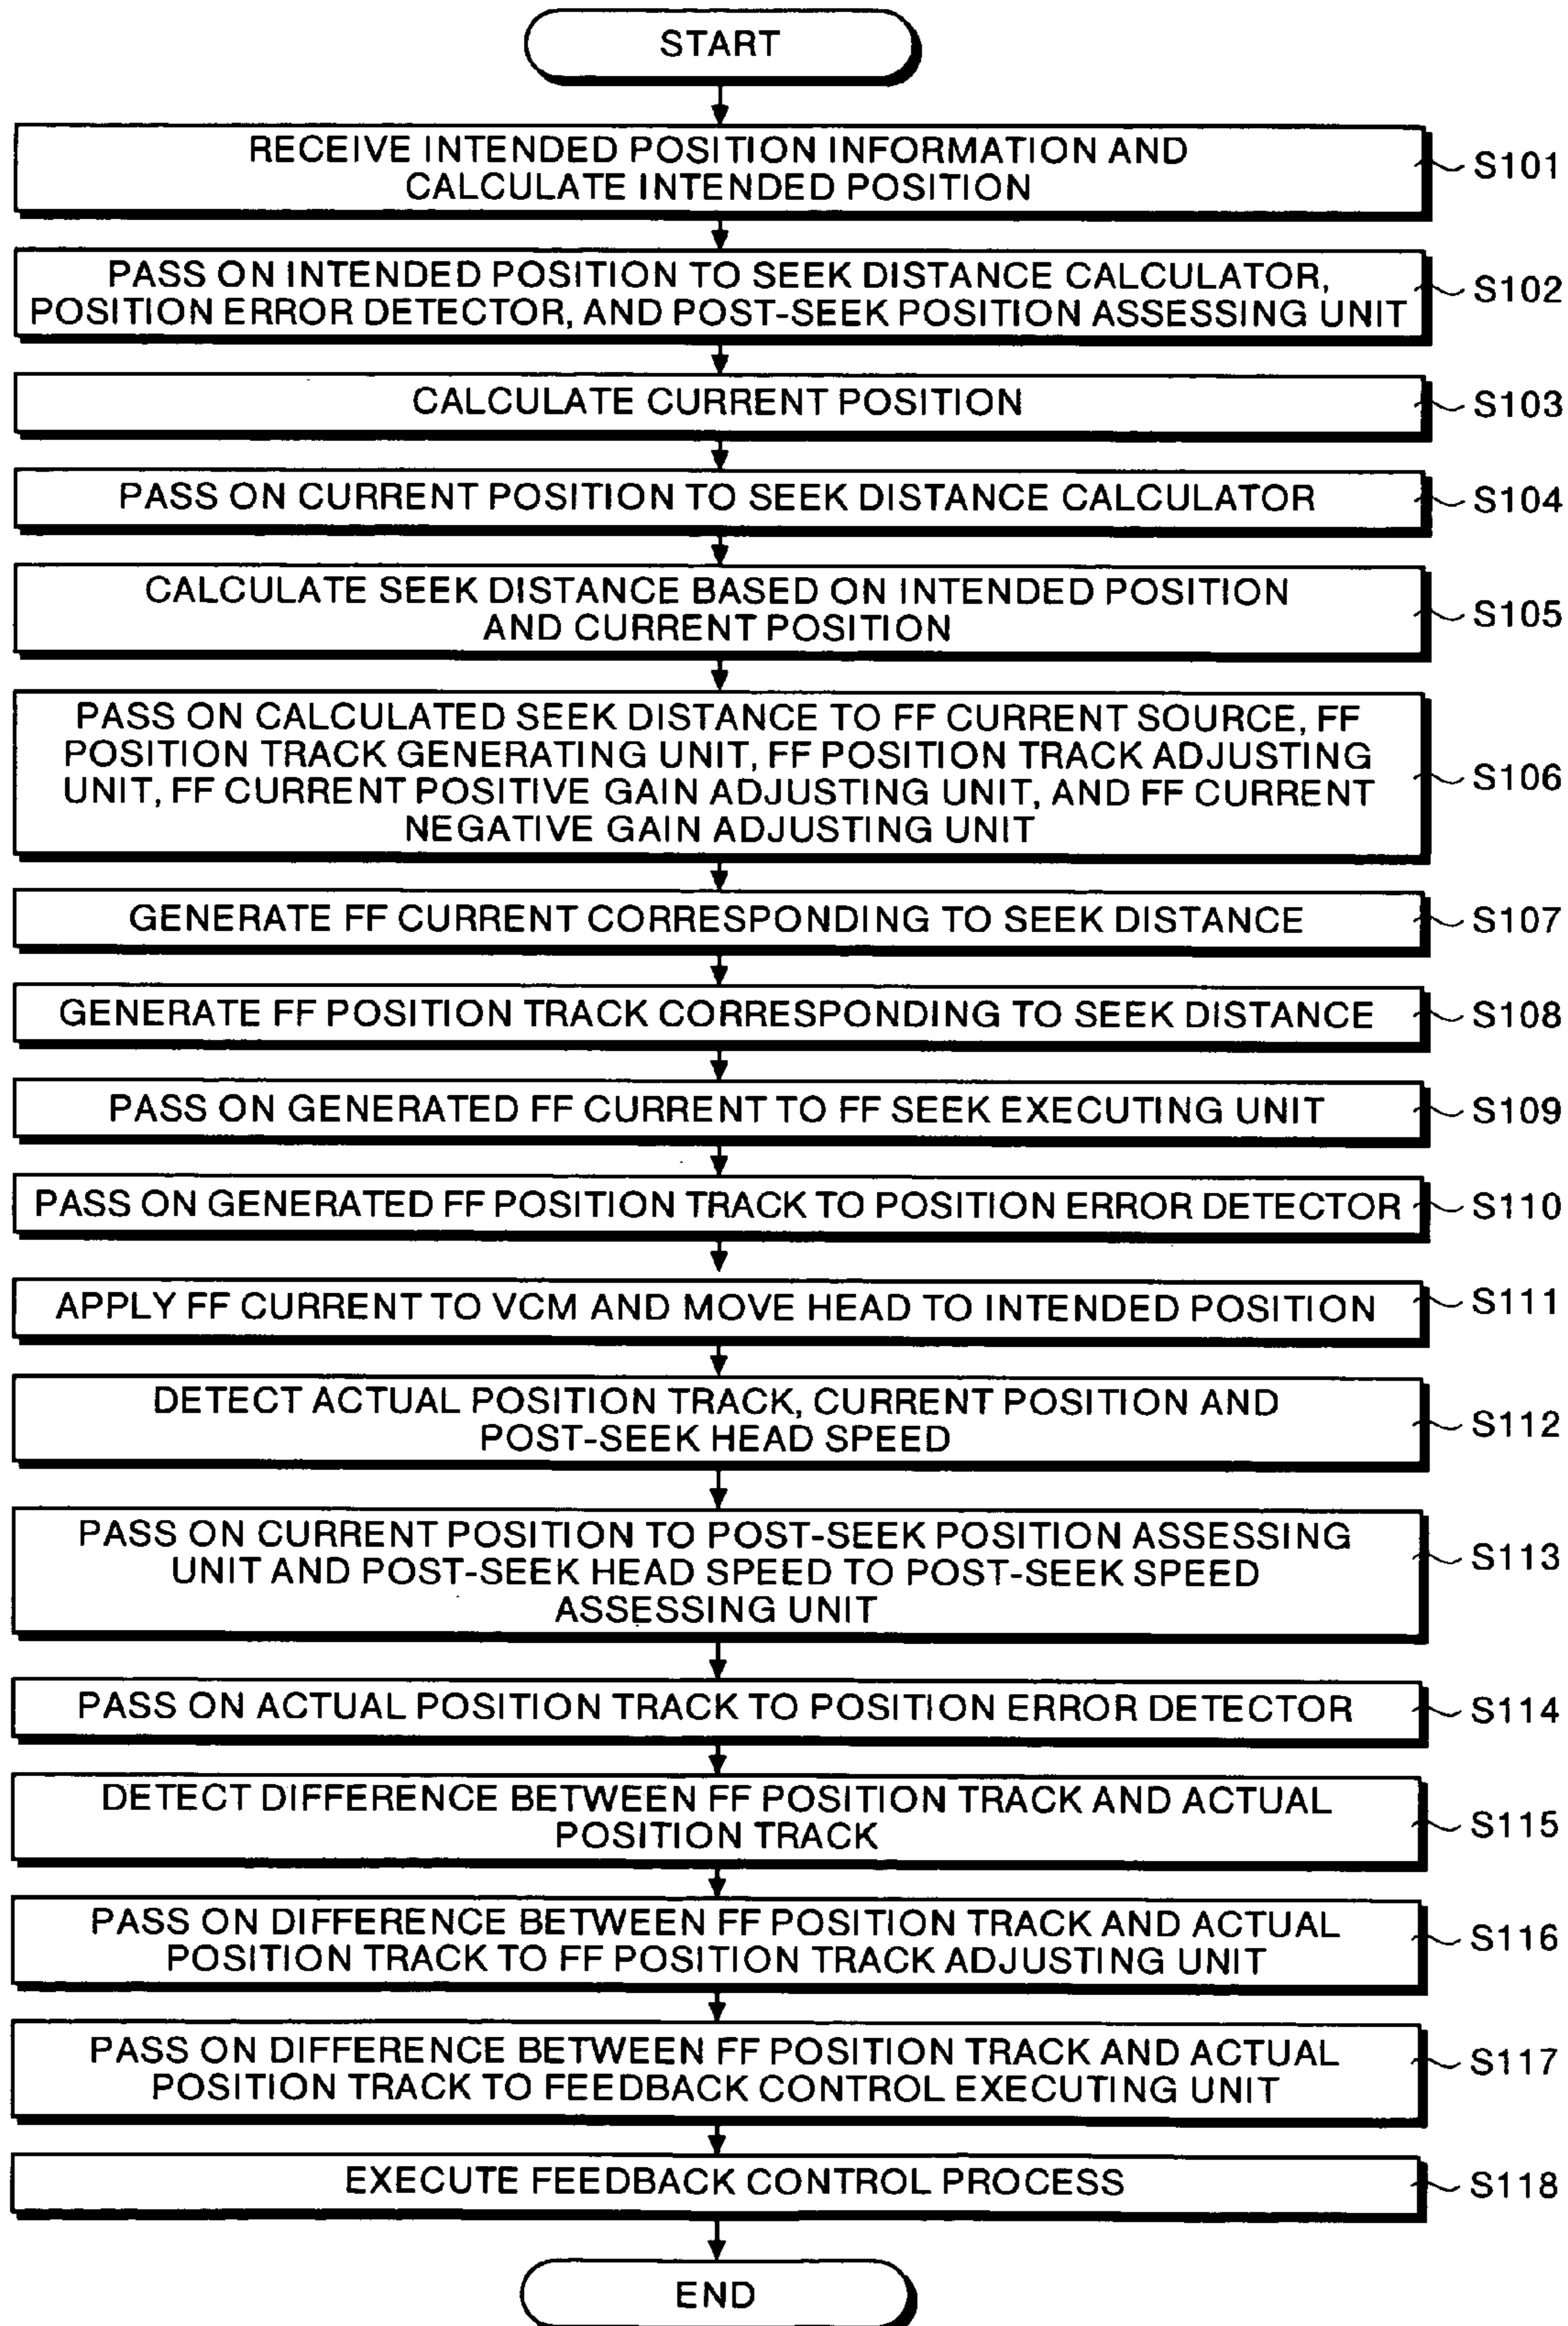 START
RECEIVE INTENDED POSITION INFORMATION AND
CALCULATE INTENDED POSITION
S101
PASS ON INTENDED POSITION TO SEEK DISTANCE CALCULATOR,
POSITION ERROR DETECTOR, AND POST-SEEK POSITION ASSESSING UNIT
S102
CALCULATE CURRENT POSITION
S103
PASS ON CURRENT POSITION TO SEEK DISTANCE CALCULATOR
S104
CALCULATE SEEK DISTANCE BASED ON INTENDED POSITION
AND CURRENT POSITION
S105
PASS ON CALCULATED SEEK DISTANCE TO FF CURRENT SOURCE, FF
POSITION TRACK GENERATING UNIT, FF POSITION TRACK ADJUSTING
UNIT, FF CURRENT POSITIVE GAIN ADJUSTING UNIT, AND FF CURRENT
NEGATIVE GAIN ADJUSTING UNIT
S106
GENERATE FF CURRENT CORRESPONDING TO SEEK DISTANCE
S107
GENERATE FF POSITION TRACK CORRESPONDING TO SEEK DISTANCE
S108
PASS ON GENERATED FF CURRENT TO FF SEEK EXECUTING UNIT
S109
PASS ON GENERATED FF POSITION TRACK TO POSITION ERROR DETECTOR
S110
APPLY FF CURRENT TO VCM AND MOVE HEAD TO INTENDED POSITION
S111
DETECT ACTUAL POSITION TRACK, CURRENT POSITION AND
POST-SEEK HEAD SPEED
S112
PASS ON CURRENT POSITION TO POST-SEEK POSITION ASSESSING
UNIT AND POST-SEEK HEAD SPEED TO POST-SEEK SPEED
ASSESSING UNIT
S113
PASS ON ACTUAL POSITION TRACK TO POSITION ERROR DETECTOR
S114
DETECT DIFFERENCE BETWEEN FF POSITION TRACK AND ACTUAL
POSITION TRACK
S115
PASS ON DIFFERENCE BETWEEN FF POSITION TRACK AND ACTUAL
POSITION TRACK TO FF POSITION TRACK ADJUSTING UNIT
S116
PASS ON DIFFERENCE BETWEEN FF POSITION TRACK AND ACTUAL
POSITION TRACK TO FEEDBACK CONTROL EXECUTING UNIT
S117
EXECUTE FEEDBACK CONTROL PROCESS
S118
END